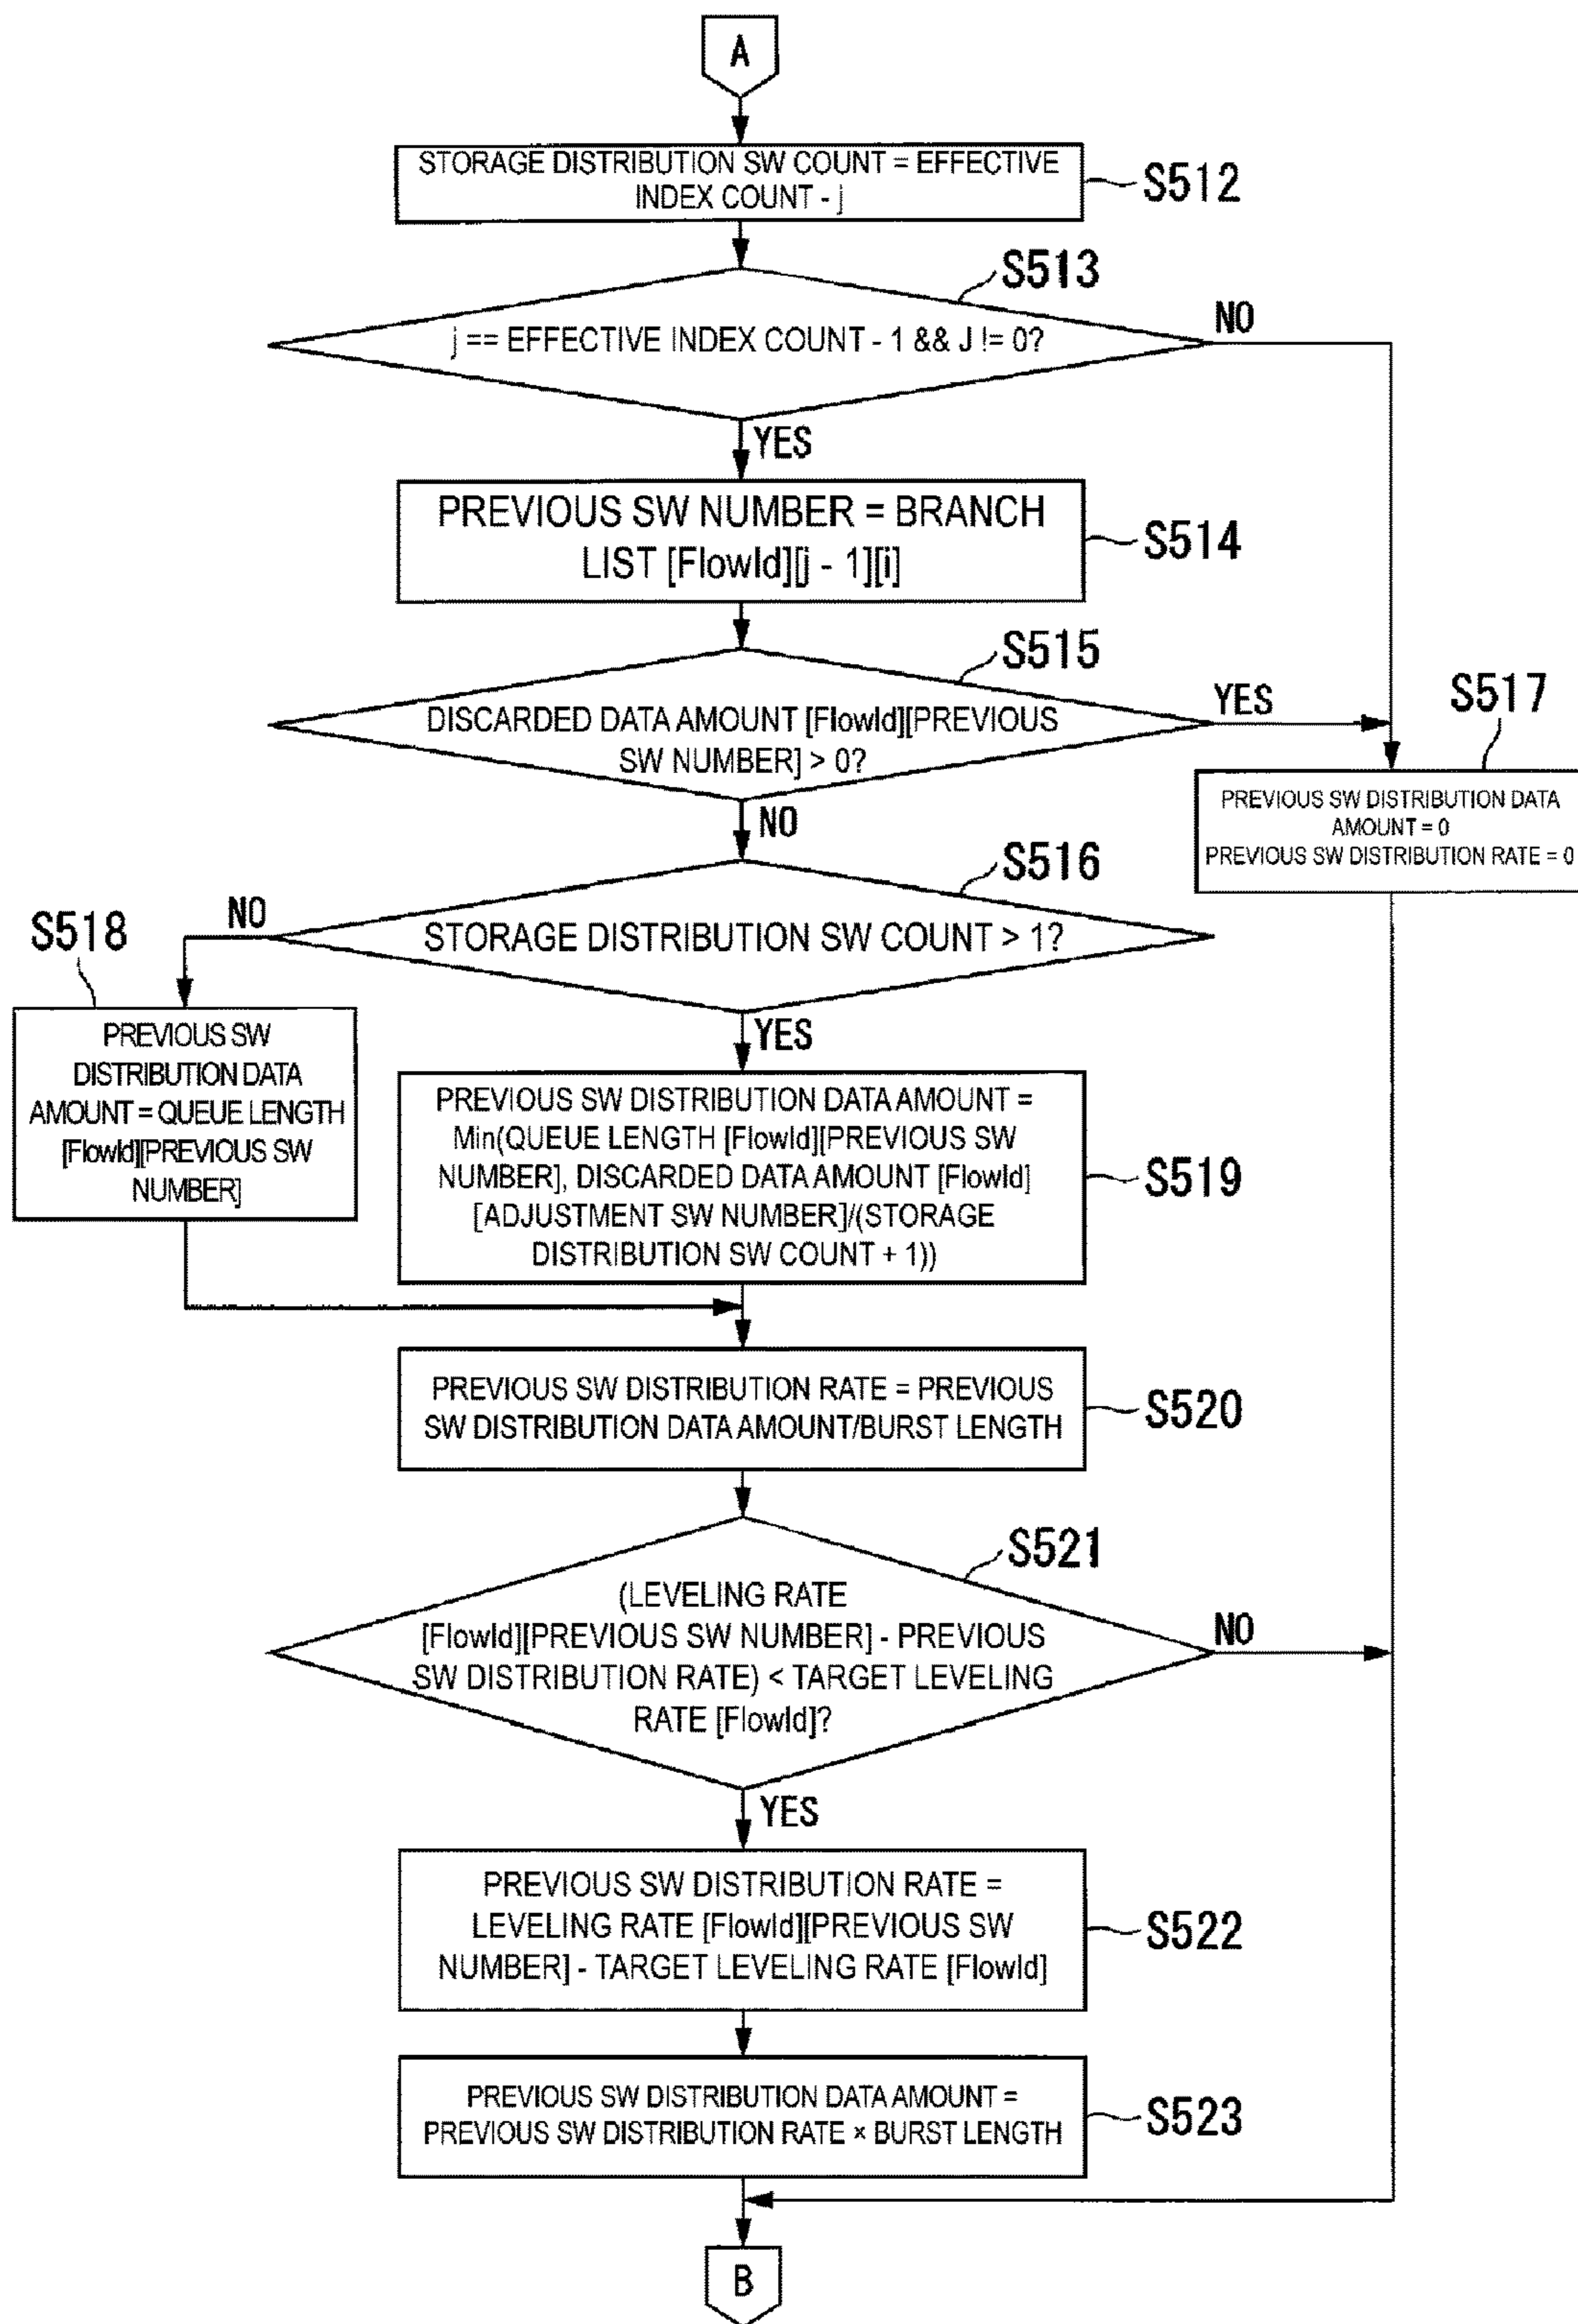 A
STORAGE DISTRIBUTION SW COUNT = EFFECTIVE
INDEX COUNT - j
S512
S513
j == EFFECTIVE INDEX COUNT - 1 && J != 0?
NO
YES
PREVIOUS SW NUMBER = BRANCH
LIST [FlowId][j - 1][i]
S514
S515
DISCARDED DATA AMOUNT [FlowId][PREVIOUS
SW NUMBER] > 0?
YES
S517
PREVIOUS SW DISTRIBUTION DATA
AMOUNT = 0
PREVIOUS SW DISTRIBUTION RATE = 0
NO
S516
STORAGE DISTRIBUTION SW COUNT > 1?
NO
S518
PREVIOUS SW
DISTRIBUTION DATA
AMOUNT = QUEUE LENGTH
[FlowId][PREVIOUS SW
NUMBER]
YES
PREVIOUS SW DISTRIBUTION DATA AMOUNT =
Min(QUEUE LENGTH [FlowId][PREVIOUS SW
NUMBER], DISCARDED DATA AMOUNT [FlowId]
[ADJUSTMENT SW NUMBER]/(STORAGE
DISTRIBUTION SW COUNT + 1))
S519
PREVIOUS SW DISTRIBUTION RATE = PREVIOUS
SW DISTRIBUTION DATA AMOUNT/BURST LENGTH
S520
S521
(LEVELING RATE
[FlowId][PREVIOUS SW NUMBER] - PREVIOUS
SW DISTRIBUTION RATE) < TARGET LEVELING
RATE [FlowId]?
NO
YES
PREVIOUS SW DISTRIBUTION RATE =
LEVELING RATE [FlowId][PREVIOUS SW
NUMBER] - TARGET LEVELING RATE [FlowId]
S522
PREVIOUS SW DISTRIBUTION DATA AMOUNT =
PREVIOUS SW DISTRIBUTION RATE × BURST LENGTH
S523
B